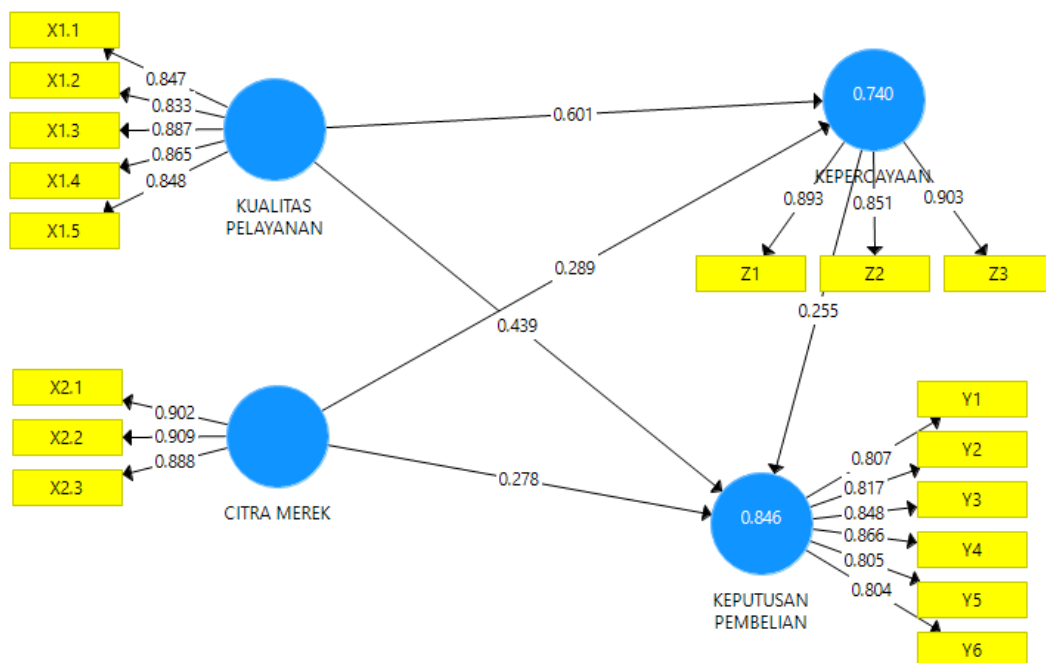 X1.1
X1.2
X1.3
X1.4
X1.5
0.847
0.833
0.887
0.865
0.848
KUALITAS
PELAYANAN
0.601
0.740
KEPERCAYAAN
0.893
0.851
0.903
Z1
Z2
Z3
0.289
0.439
0.255
X2.1
X2.2
X2.3
0.902
0.909
0.888
CITRA MEREK
0.278
0.846
KEPUTUSAN
PEMBELIAN
0.807
0.817
0.848
0.866
0.805
0.804
Y1
Y2
Y3
Y4
Y5
Y6